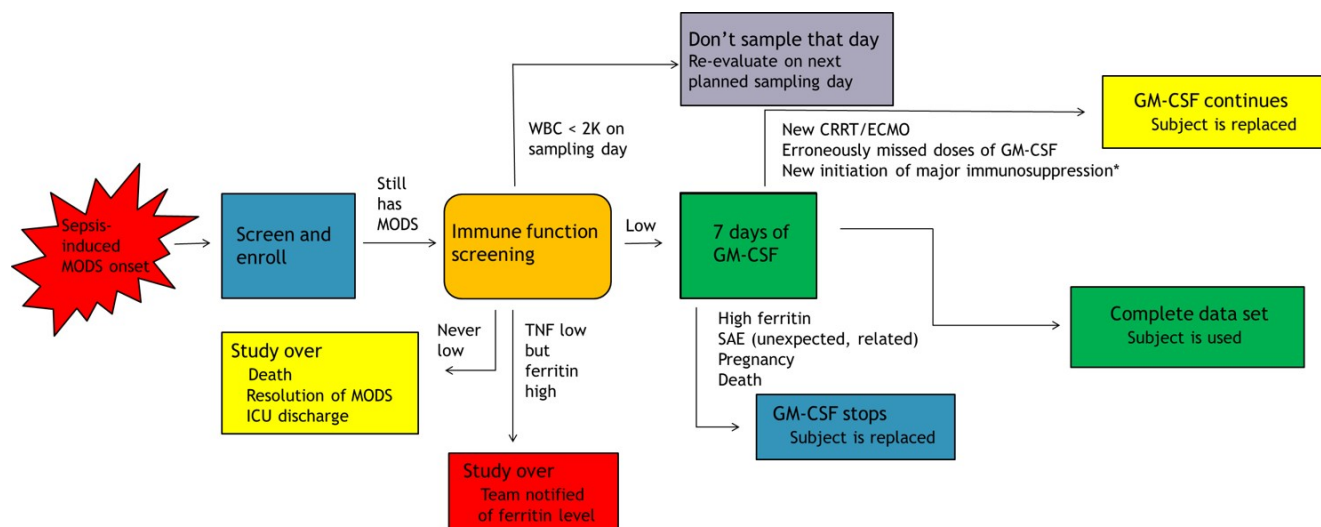 Don't sample that day
Re-evaluate on next
planned sampling day
GM-CSF continues
Subject is replaced
WBC < 2K on
sampling day
New CRRT/ECMO
Erroneously missed doses of GM-CSF
New initiation of major immunosuppression*
Sepsis-
induced
MODS onset
Screen and
enroll
Still
has
MODS
Immune function
screening
Low
7 days of
GM-CSF
Complete data set
Subject is used
Never
low
TNF low
but
ferritin
high
High ferritin
SAE (unexpected, related)
Pregnancy
Death
Study over
Death
Resolution of MODS
ICU discharge
GM-CSF stops
Subject is replaced
Study over
Team notified
of ferritin level